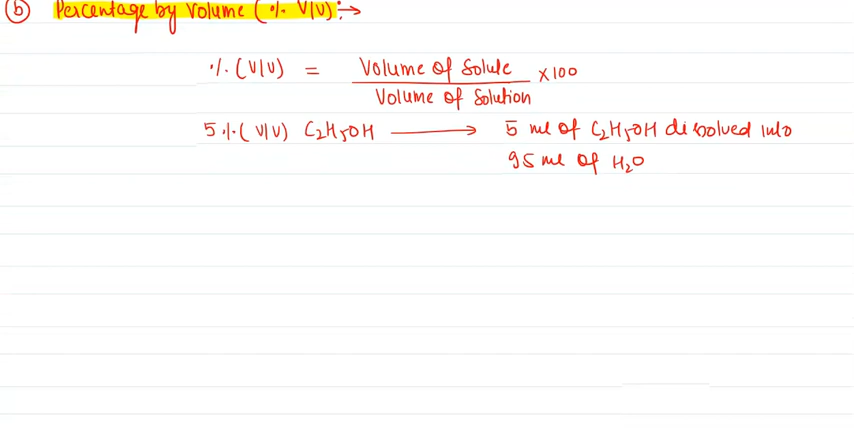 (b) Percentage by Volume (% V/V):→
% (V/V) = Volume of Solute / Volume of Solution × 100
5 % (V/V) C₂H₅OH → 5 ml of C₂H₅OH dissolved into
95 ml of H₂O